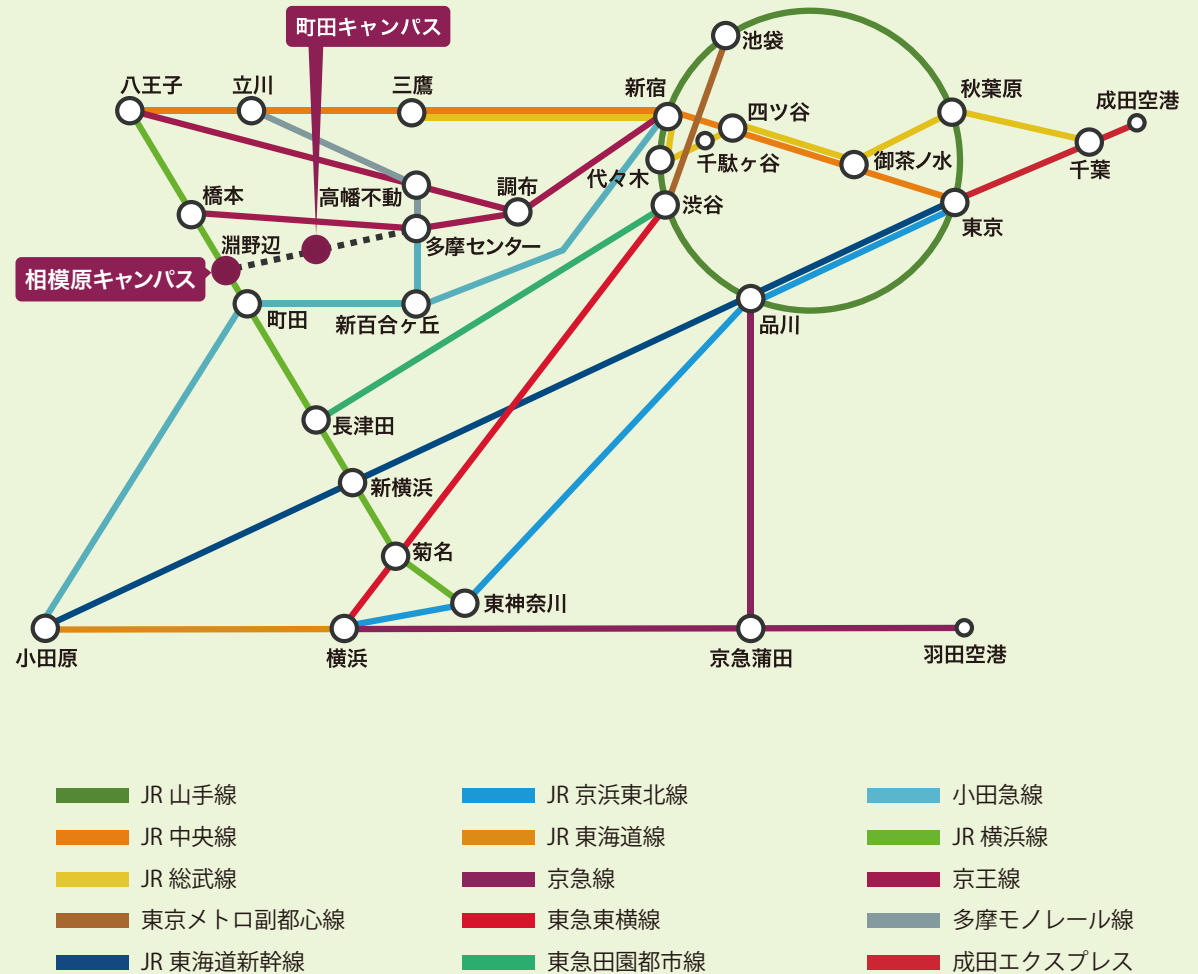 町田キャンパス
池袋
八王子
立川
三鷹
新宿
秋葉原
成田空港
四ツ谷
御茶ノ水
千葉
千駄ヶ谷
代々木
橋本
高幡不動
調布
渋谷
東京
淵野辺
多摩センター
相模原キャンパス
町田
新百合ヶ丘
品川
長津田
新横浜
菊名
東神奈川
小田原
横浜
京急蒲田
羽田空港
JR 山手線
JR 京浜東北線
小田急線
JR 中央線
JR 東海道線
JR 横浜線
JR 総武線
京急線
京王線
東京メトロ副都心線
東急東横線
多摩モノレール線
JR 東海道新幹線
東急田園都市線
成田エクスプレス